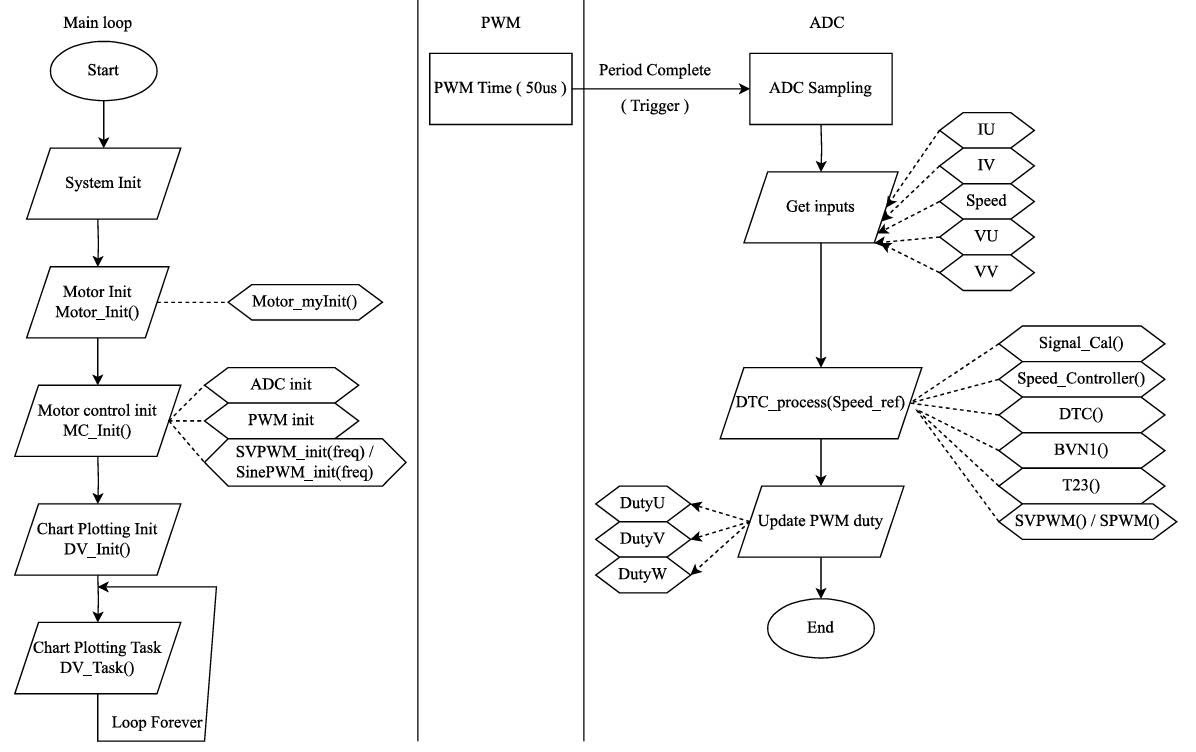 Main loop
Start
System Init
Motor Init
Motor_Init()
Motor_myInit()
Motor control init
MC_Init()
ADC init
PWM init
SVPWM_init(freq) /
SinePWM_init(freq)
Chart Plotting Init
DV_Init()
Chart Plotting Task
DV_Task()
Loop Forever
PWM
PWM Time ( 50us )
Period Complete
( Trigger )
ADC
ADC Sampling
Get inputs
IU
IV
Speed
VU
VV
DTC_process(Speed_ref)
Signal_Cal()
Speed_Controller()
DTC()
BVN1()
T23()
SVPWM() / SPWM()
Update PWM duty
DutyU
DutyV
DutyW
End